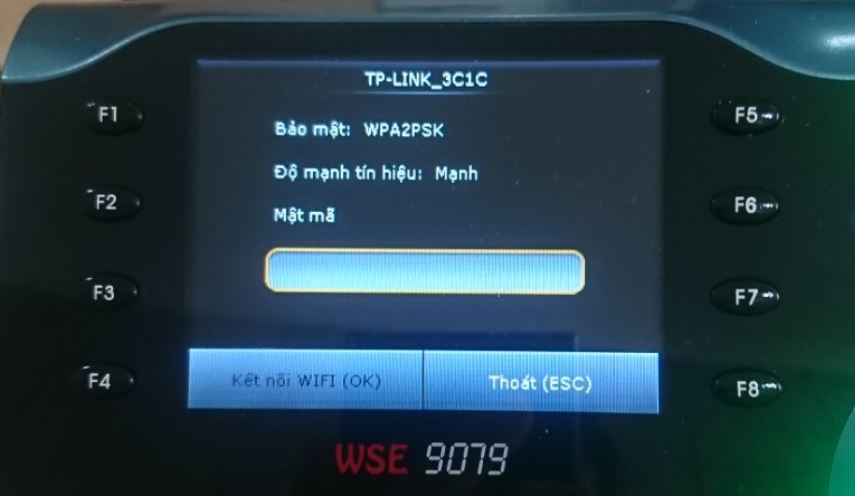 TP-LINK_3C1C
F1
F5
Bảo mật: WPA2PSK
Độ mạnh tín hiệu: Mạnh
F2
F6
Mật mã
F3
F7
F4
Kết nối WIFI (OK)
Thoát (ESC)
F8
WSE 9079